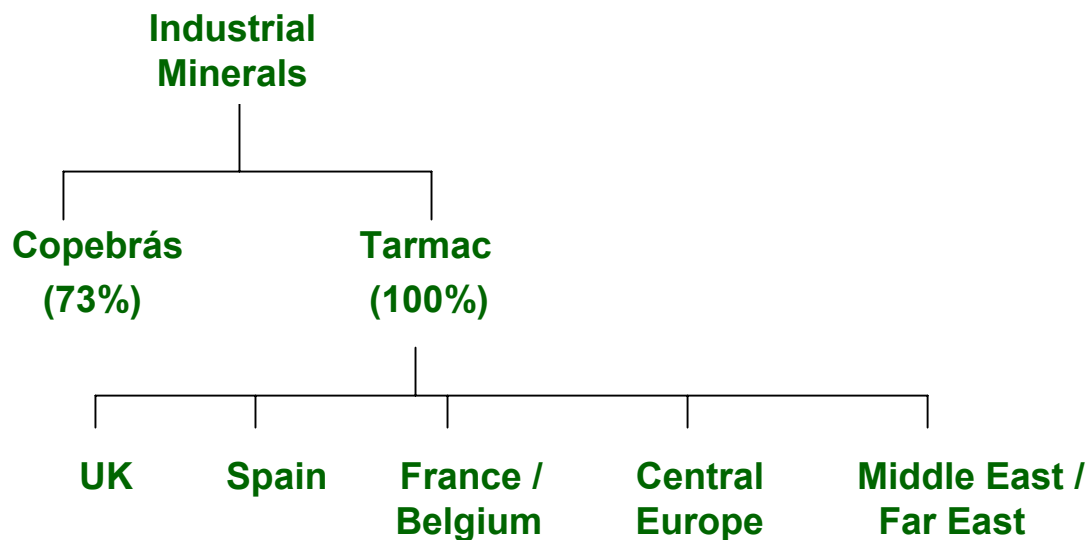 Industrial
Minerals
Copebrás
(73%)
Tarmac
(100%)
UK
Spain
France /
Belgium
Central
Europe
Middle East /
Far East